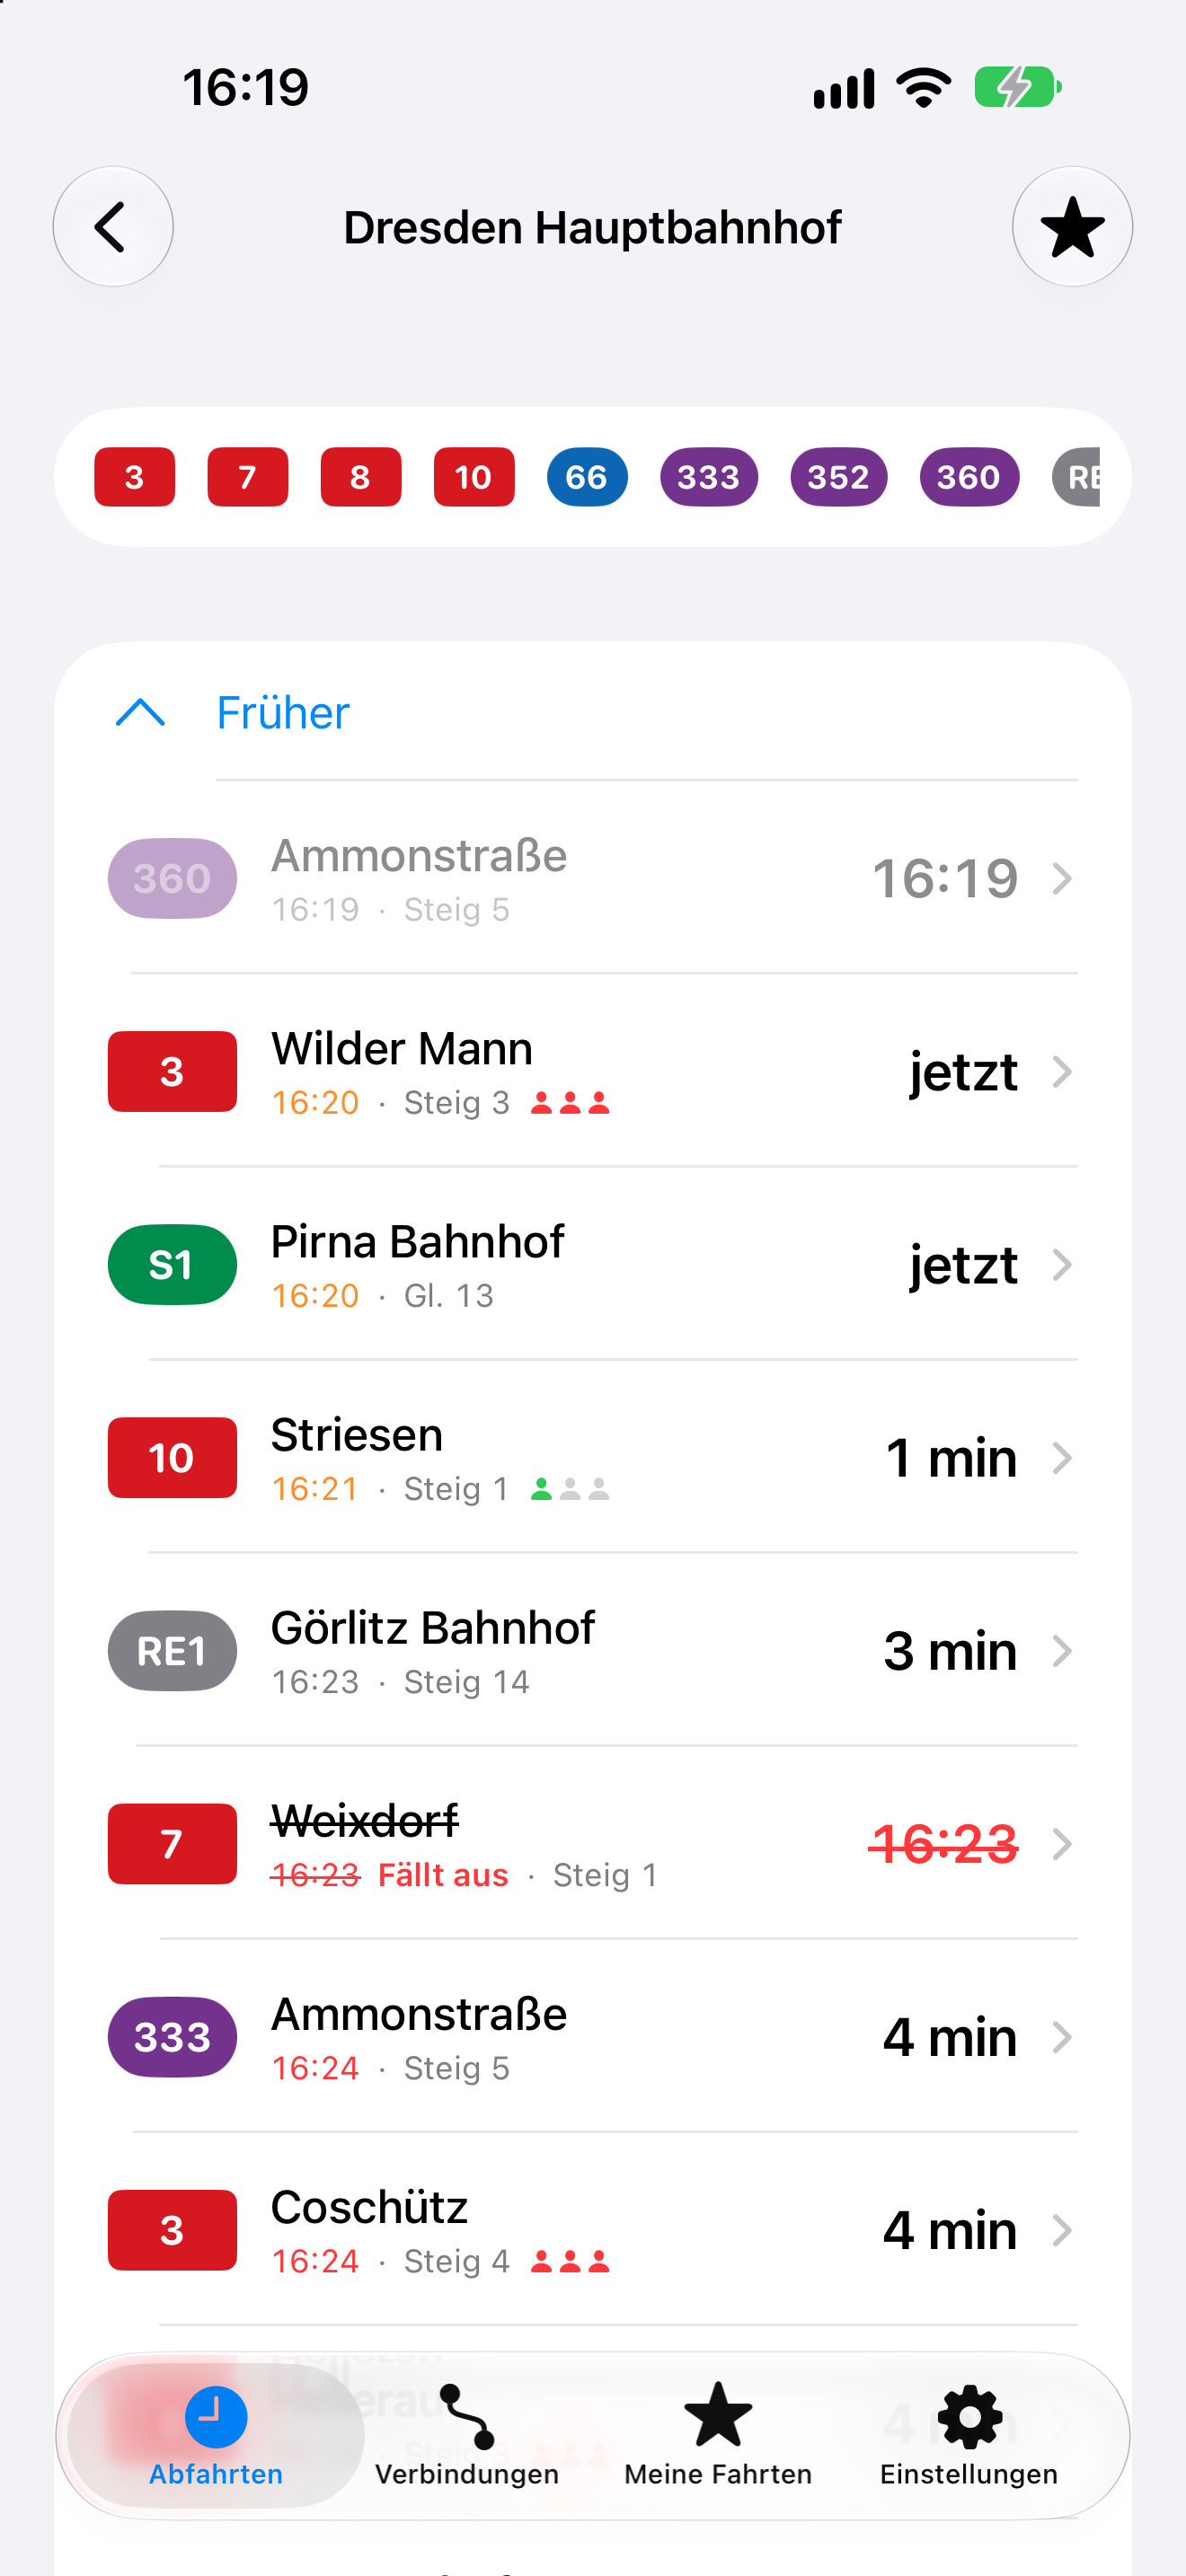 16:19
Dresden Hauptbahnhof
3 7 8 10 66 333 352 360 RE
Früher
360 Ammonstraße 16:19
16:19 · Steig 5
3 Wilder Mann jetzt
16:20 · Steig 3
S1 Pirna Bahnhof jetzt
16:20 · Gl. 13
10 Striesen 1 min
16:21 · Steig 1
RE1 Görlitz Bahnhof 3 min
16:23 · Steig 14
7 Weixdorf 16:23
16:23 Fällt aus · Steig 1
333 Ammonstraße 4 min
16:24 · Steig 5
3 Coschütz 4 min
16:24 · Steig 4
Abfahrten Verbindungen Meine Fahrten Einstellungen